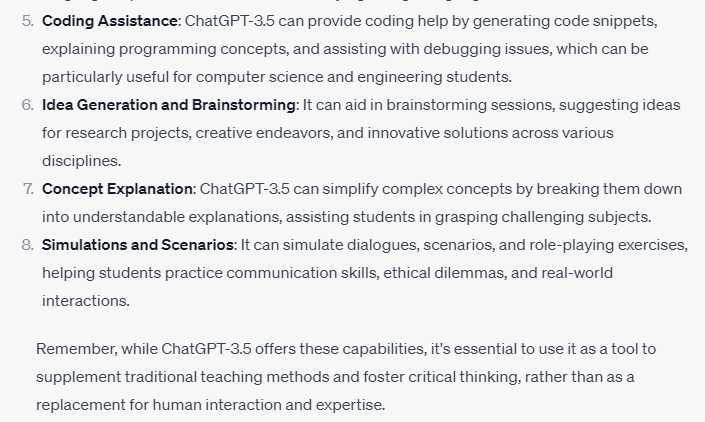 5. Coding Assistance: ChatGPT-3.5 can provide coding help by generating code snippets,
explaining programming concepts, and assisting with debugging issues, which can be
particularly useful for computer science and engineering students.
6. Idea Generation and Brainstorming: It can aid in brainstorming sessions, suggesting ideas
for research projects, creative endeavors, and innovative solutions across various
disciplines.
7. Concept Explanation: ChatGPT-3.5 can simplify complex concepts by breaking them down
into understandable explanations, assisting students in grasping challenging subjects.
8. Simulations and Scenarios: It can simulate dialogues, scenarios, and role-playing exercises,
helping students practice communication skills, ethical dilemmas, and real-world
interactions.
Remember, while ChatGPT-3.5 offers these capabilities, it's essential to use it as a tool to
supplement traditional teaching methods and foster critical thinking, rather than as a
replacement for human interaction and expertise.